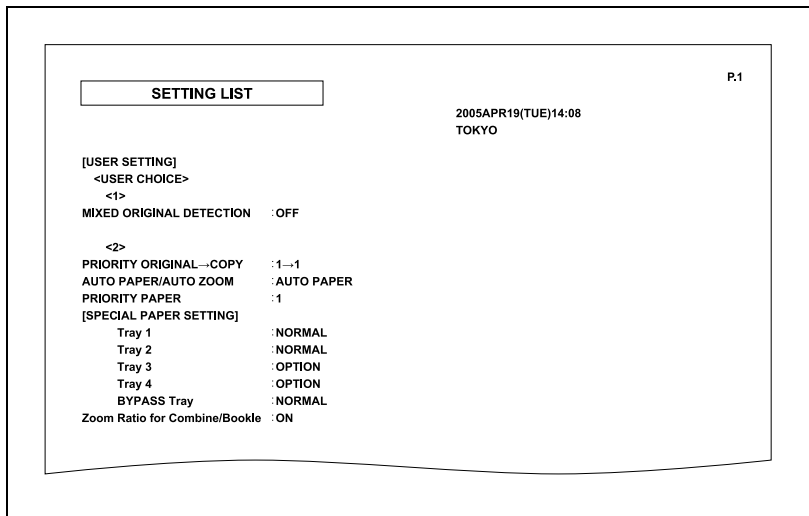 P.1
SETTING LIST
2005APR19(TUE)14:08
TOKYO
[USER SETTING]
<USER CHOICE>
<1>
MIXED ORIGINAL DETECTION :OFF
<2>
PRIORITY ORIGINAL→COPY :1→1
AUTO PAPER/AUTO ZOOM :AUTO PAPER
PRIORITY PAPER :1
[SPECIAL PAPER SETTING]
Tray 1 :NORMAL
Tray 2 :NORMAL
Tray 3 :OPTION
Tray 4 :OPTION
BYPASS Tray :NORMAL
Zoom Ratio for Combine/Bookle :ON